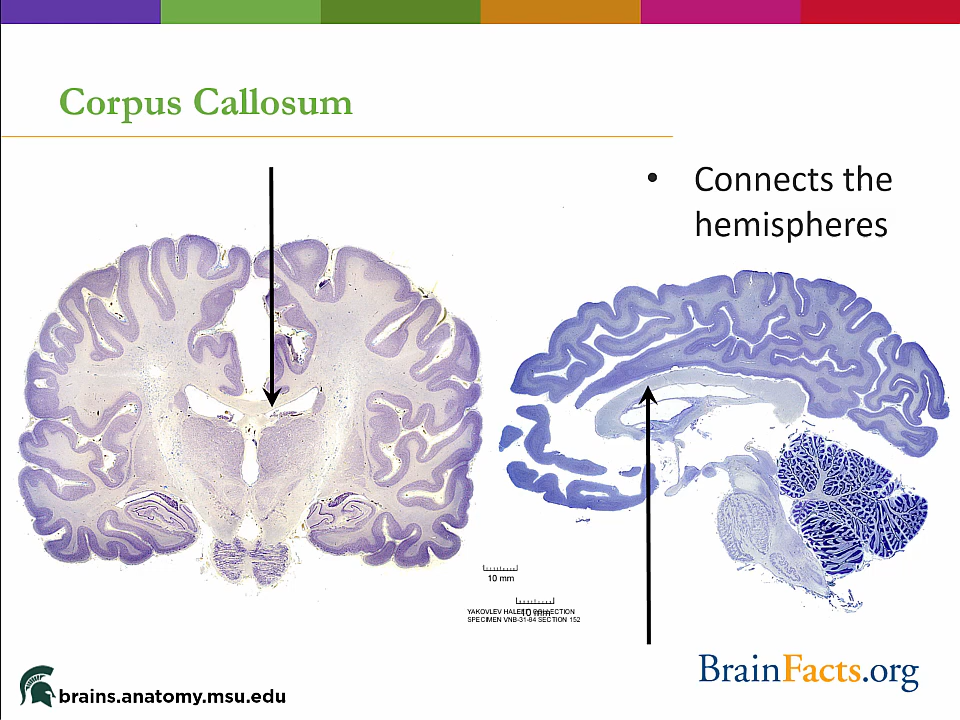 Corpus Callosum
• Connects the
hemispheres
10 mm
10 mm
YAKOVLEV HALEEM COLLECTION
SPECIMEN VNB-31-94 SECTION 152
BrainFacts.org
brains.anatomy.msu.edu